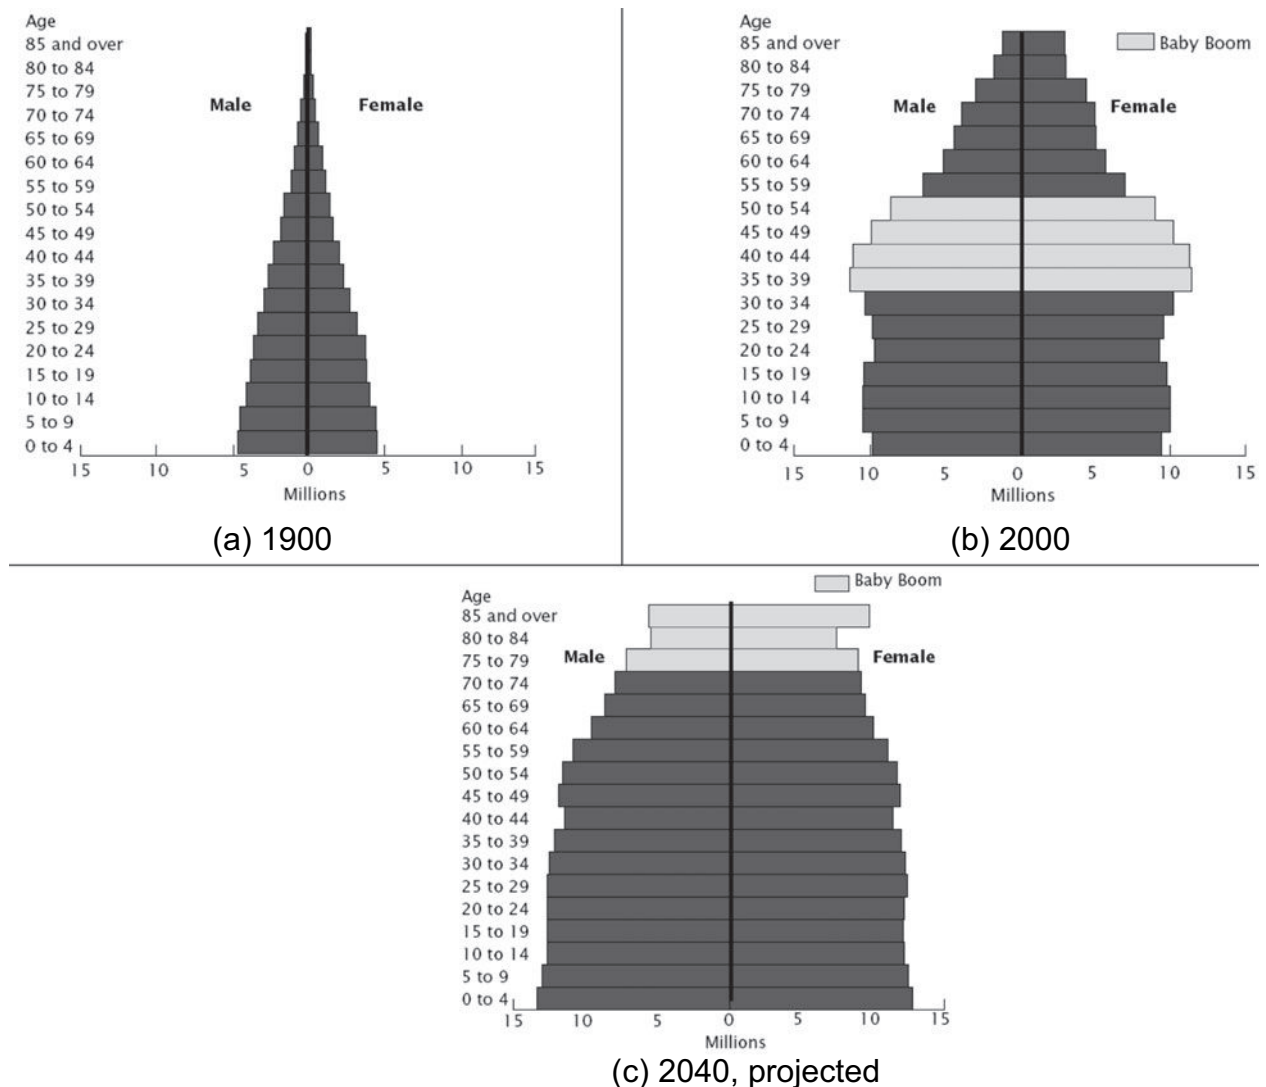 Age
85 and over
80 to 84
75 to 79
70 to 74
65 to 69
60 to 64
55 to 59
50 to 54
45 to 49
40 to 44
35 to 39
30 to 34
25 to 29
20 to 24
15 to 19
10 to 14
5 to 9
0 to 4
Male Female
15 10 5 0 5 10 15
Millions
(a) 1900
Age
85 and over
80 to 84
75 to 79
70 to 74
65 to 69
60 to 64
55 to 59
50 to 54
45 to 49
40 to 44
35 to 39
30 to 34
25 to 29
20 to 24
15 to 19
10 to 14
5 to 9
0 to 4
Baby Boom
Male Female
15 10 5 0 5 10 15
Millions
(b) 2000
Baby Boom
Age
85 and over
80 to 84
75 to 79
70 to 74
65 to 69
60 to 64
55 to 59
50 to 54
45 to 49
40 to 44
35 to 39
30 to 34
25 to 29
20 to 24
15 to 19
10 to 14
5 to 9
0 to 4
Male Female
15 10 5 0 5 10 15
Millions
(c) 2040, projected